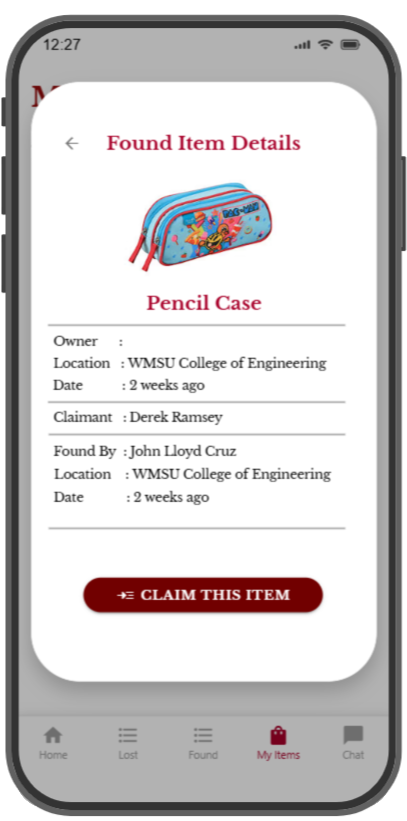 12:27
M
Found Item Details
PAC-MAN
Pencil Case
Owner :
Location : WMSU College of Engineering
Date : 2 weeks ago
Claimant : Derek Ramsey
Found By : John Lloyd Cruz
Location : WMSU College of Engineering
Date : 2 weeks ago
CLAIM THIS ITEM
Home
Lost
Found
My Items
Chat